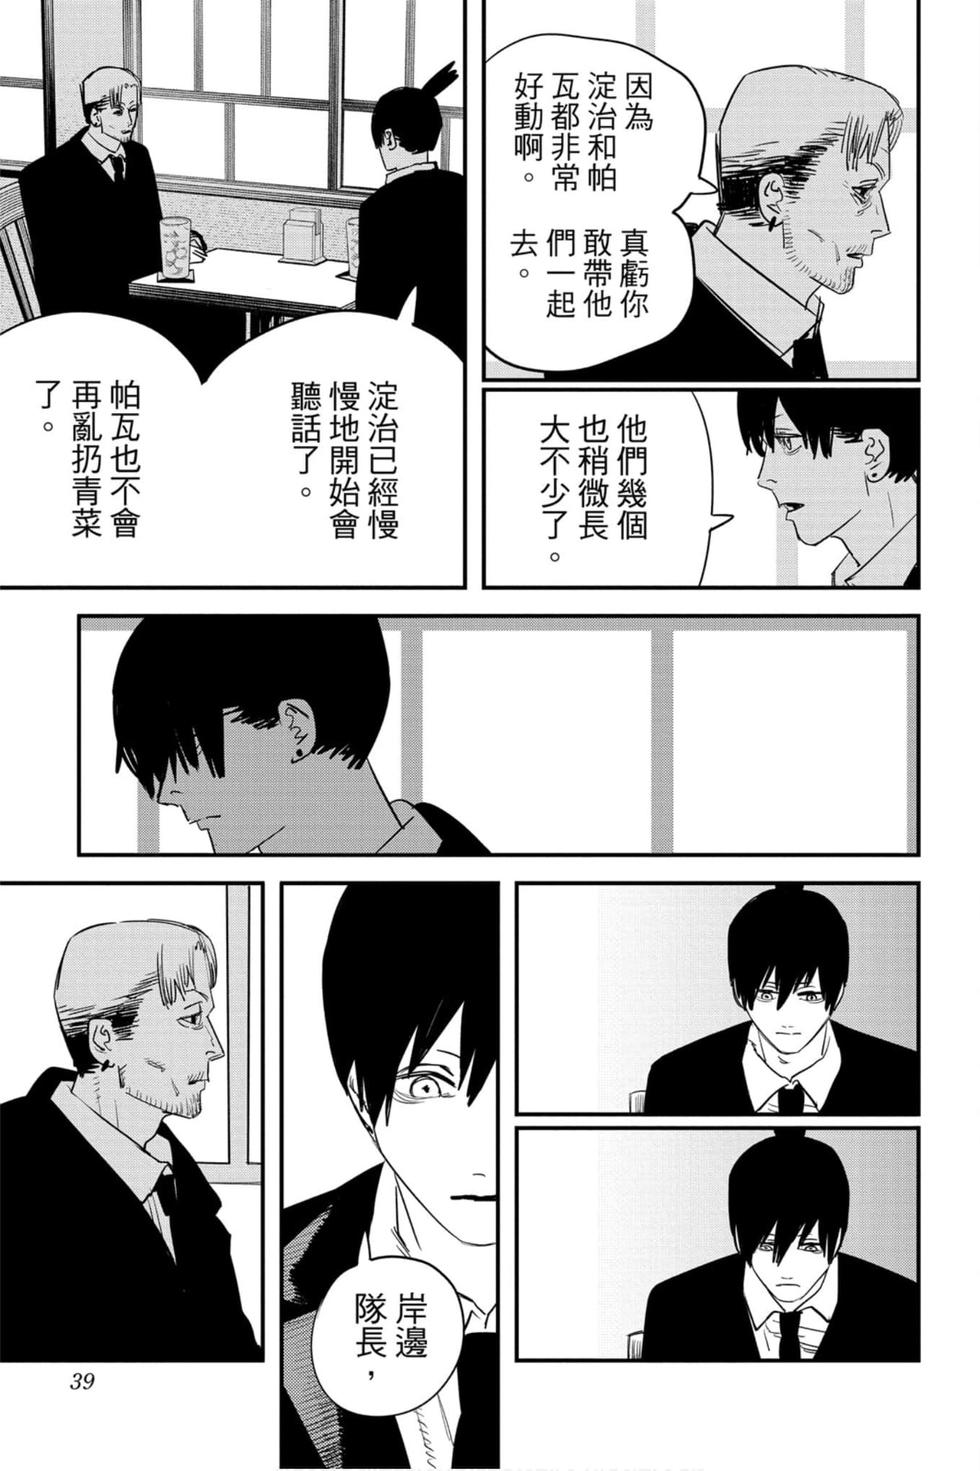 因為
淀治和帕
瓦都非常
好動啊。
真虧你
敢帶他
們一起
去。
他們幾個
也稍微長
大不少了。
淀治已經慢
慢地開始會
聽話了。
帕瓦也不會
再亂扔青菜
了。
岸邊
隊長，
39